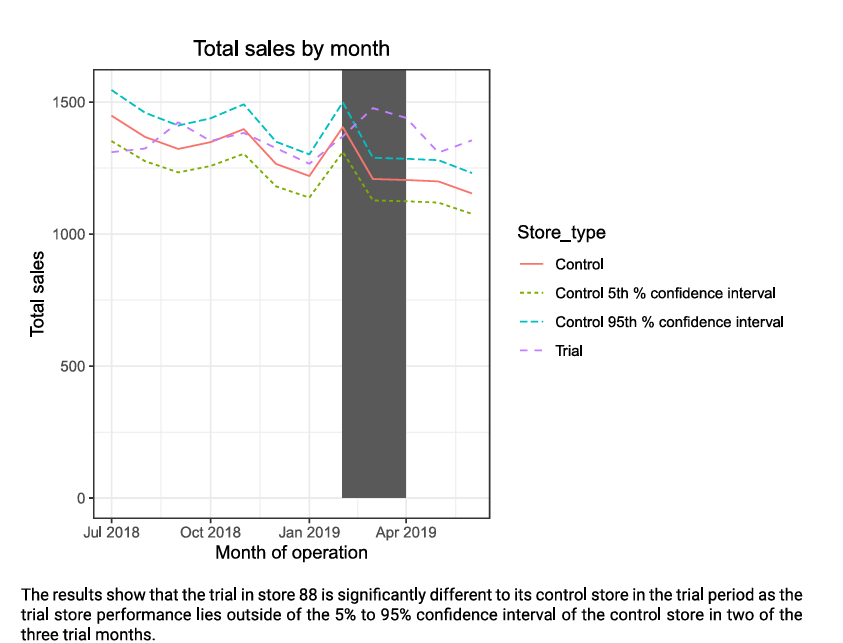 Total sales by month
1500
1000
500
0
Total sales
Jul 2018
Oct 2018
Jan 2019
Apr 2019
Month of operation
Store_type
Control
Control 5th % confidence interval
Control 95th % confidence interval
Trial
The results show that the trial in store 88 is significantly different to its control store in the trial period as the
trial store performance lies outside of the 5% to 95% confidence interval of the control store in two of the
three trial months.